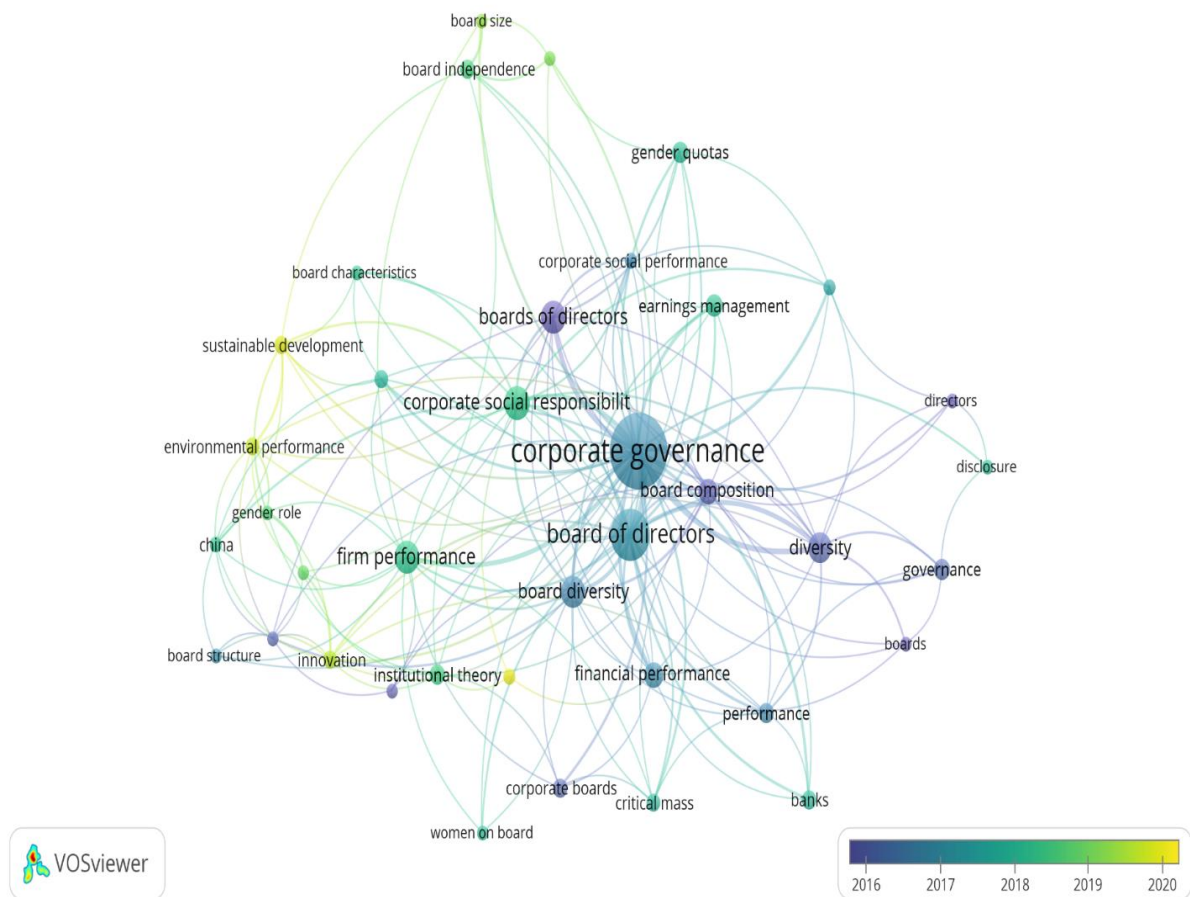 board size
board independence
gender quotas
corporate social performance
board characteristics
earnings management
boards of directors
sustainable development
corporate social responsibilit
directors
environmental performance
corporate governance
disclosure
board composition
gender role
board of directors
china
diversity
firm performance
governance
board diversity
boards
board structure
innovation
institutional theory
financial performance
performance
corporate boards
banks
critical mass
women on board
VOSviewer
2016 2017 2018 2019 2020